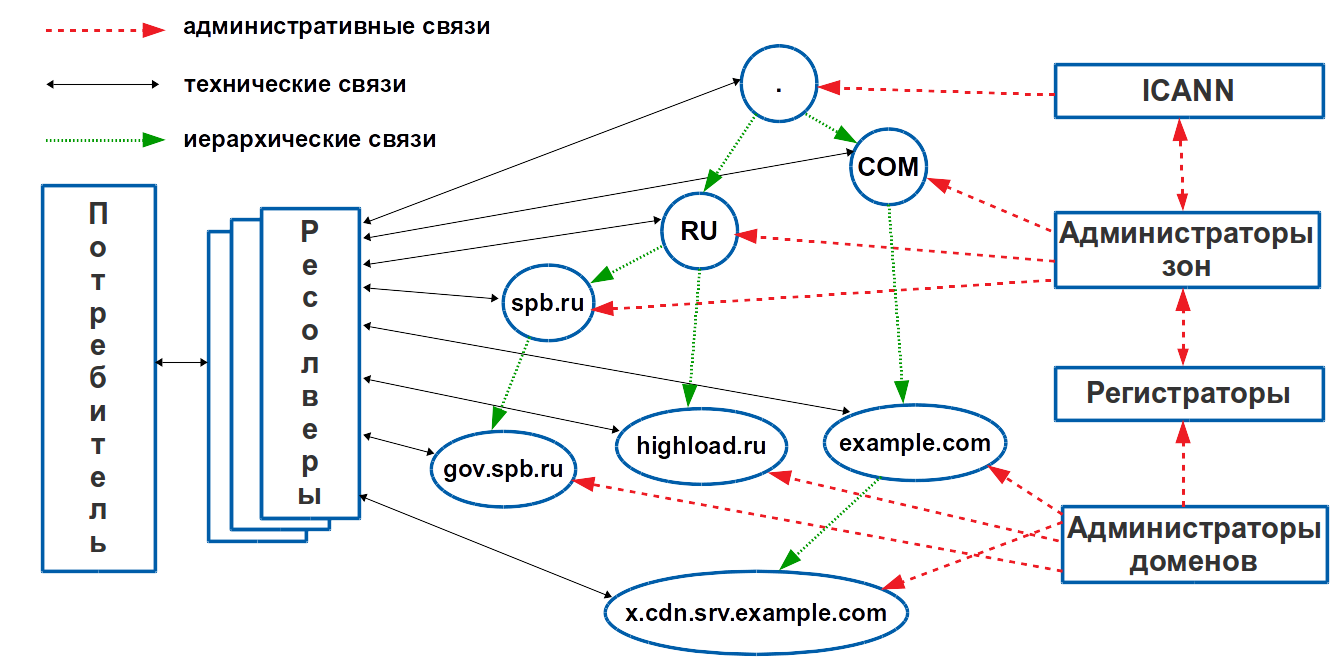 административные связи
технические связи
иерархические связи
Потребитель
Ресолверы
.
COM
RU
spb.ru
gov.spb.ru
highload.ru
example.com
x.cdn.srv.example.com
ICANN
Администраторы
зон
Регистраторы
Администраторы
доменов